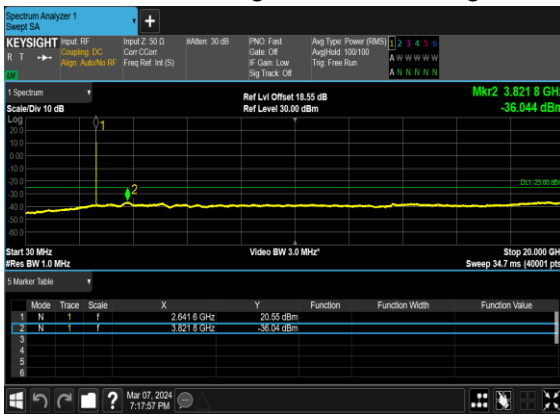 Spectrum Analyzer 1
Swept SA
KEYSIGHT
R T
LV
Input: RF
Coupling: DC
Align: Auto/No RF
Input Z: 50 Ω
Corr CCorr
Freq Ref: Int (S)
#Atten: 30 dB
PNO: Fast
Gate: Off
IF Gain: Low
Sig Track: Off
Avg Type: Power (RMS)
Avg|Hold: 100/100
Trig: Free Run
1 2 3 4 5 6
A W W W W W
A N N N N N
1 Spectrum
Scale/Div 10 dB
Log
Ref Lvl Offset 18.55 dB
Ref Level 30.00 dBm
Mkr2 3.821 8 GHz
-36.044 dBm
20.0
10.0
0.00
-10.0
-20.0
-30.0
-40.0
-50.0
-60.0
1
2
DL1 -25.00 dBm
Start 30 MHz
#Res BW 1.0 MHz
Video BW 3.0 MHz*
Stop 20.000 GHz
Sweep 34.7 ms (40001 pts)
5 Marker Table
Mode Trace Scale X Y Function Function Width Function Value
1 N 1 f 2.641 6 GHz 20.55 dBm
2 N 1 f 3.821 8 GHz -36.04 dBm
3
4
5
6
?
Mar 07, 2024
7:17:57 PM